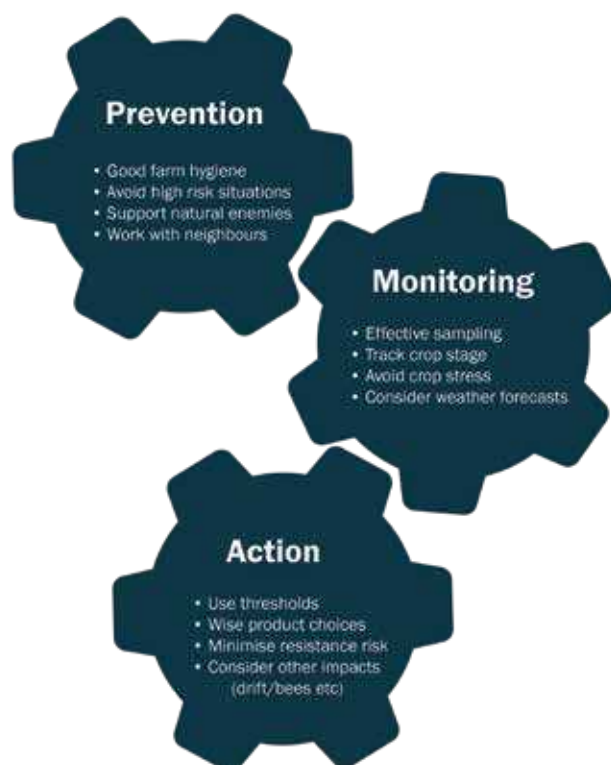 Prevention
• Good farm hygiene
• Avoid high risk situations
• Support natural enemies
• Work with neighbours
Monitoring
• Effective sampling
• Track crop stage
• Avoid crop stress
• Consider weather forecasts
Action
• Use thresholds
• Wise product choices
• Minimise resistance risk
• Consider other impacts
(drift/bees etc)